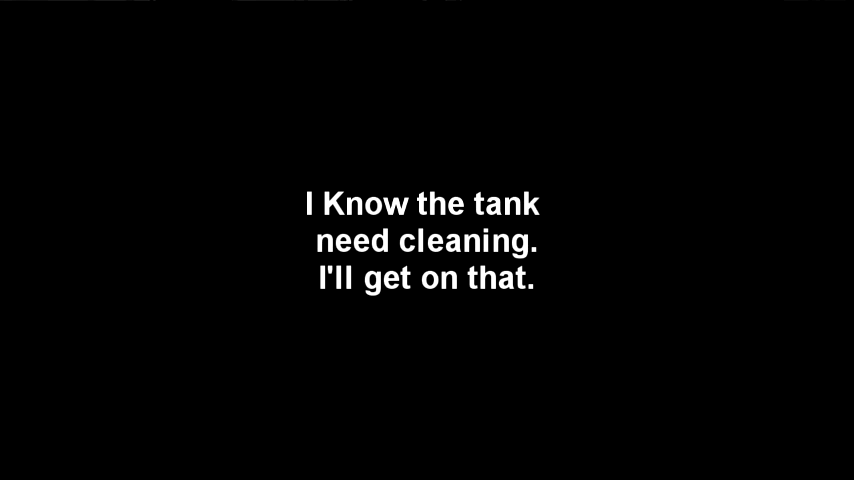 I Know the tank
need cleaning.
I'll get on that.